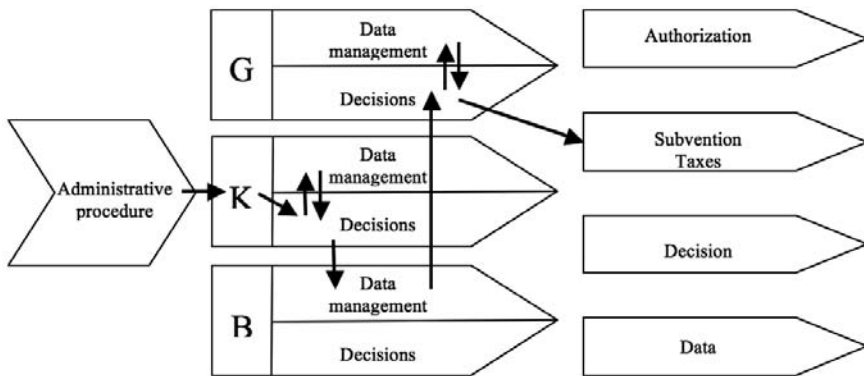 Administrative
procedure
G
Data
management
Decisions
K
Data
management
Decisions
B
Data
management
Decisions
Authorization
Subvention
Taxes
Decision
Data